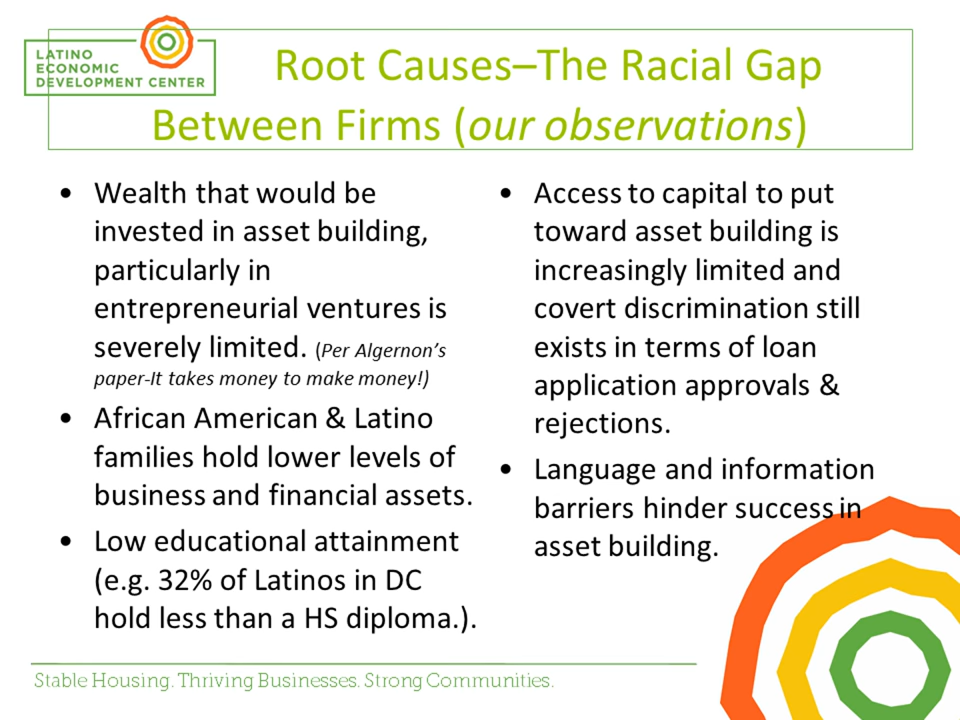 LATINO
ECONOMIC
DEVELOPMENT CENTER
Root Causes–The Racial Gap
Between Firms (our observations)
• Wealth that would be
invested in asset building,
particularly in
entrepreneurial ventures is
severely limited. (Per Algernon’s
paper-It takes money to make money!)
• African American & Latino
families hold lower levels of
business and financial assets.
• Low educational attainment
(e.g. 32% of Latinos in DC
hold less than a HS diploma.).
• Access to capital to put
toward asset building is
increasingly limited and
covert discrimination still
exists in terms of loan
application approvals &
rejections.
• Language and information
barriers hinder success in
asset building.
Stable Housing. Thriving Businesses. Strong Communities.